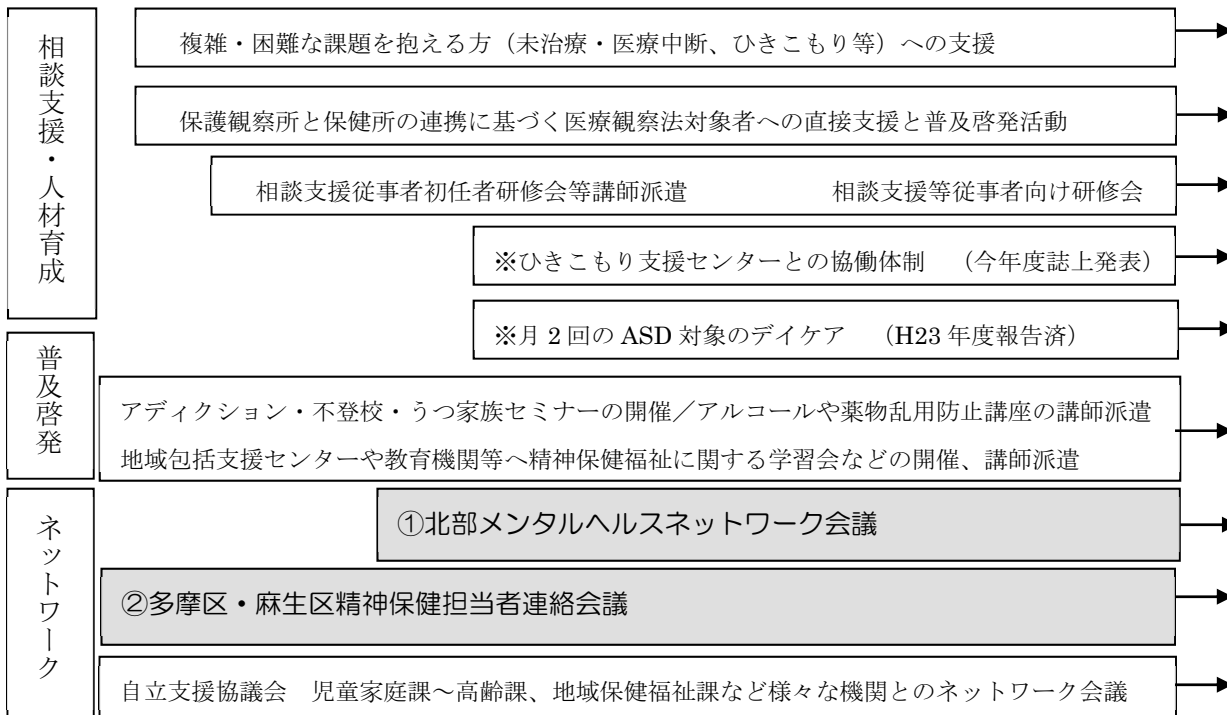 相談支援・人材育成
複雑・困難な課題を抱える方（未治療・医療中断、ひきこもり等）への支援
保護観察所と保健所の連携に基づく医療観察法対象者への直接支援と普及啓発活動
相談支援従事者初任者研修会等講師派遣　　　　　相談支援等従事者向け研修会
※ひきこもり支援センターとの協働体制　（今年度誌上発表）
※月 2 回の ASD 対象のデイケア　（H23 年度報告済）
普及啓発
アディクション・不登校・うつ家族セミナーの開催／アルコールや薬物乱用防止講座の講師派遣
地域包括支援センターや教育機関等へ精神保健福祉に関する学習会などの開催、講師派遣
ネットワーク
①北部メンタルヘルスネットワーク会議
②多摩区・麻生区精神保健担当者連絡会議
自立支援協議会　児童家庭課～高齢課、地域保健福祉課など様々な機関とのネットワーク会議